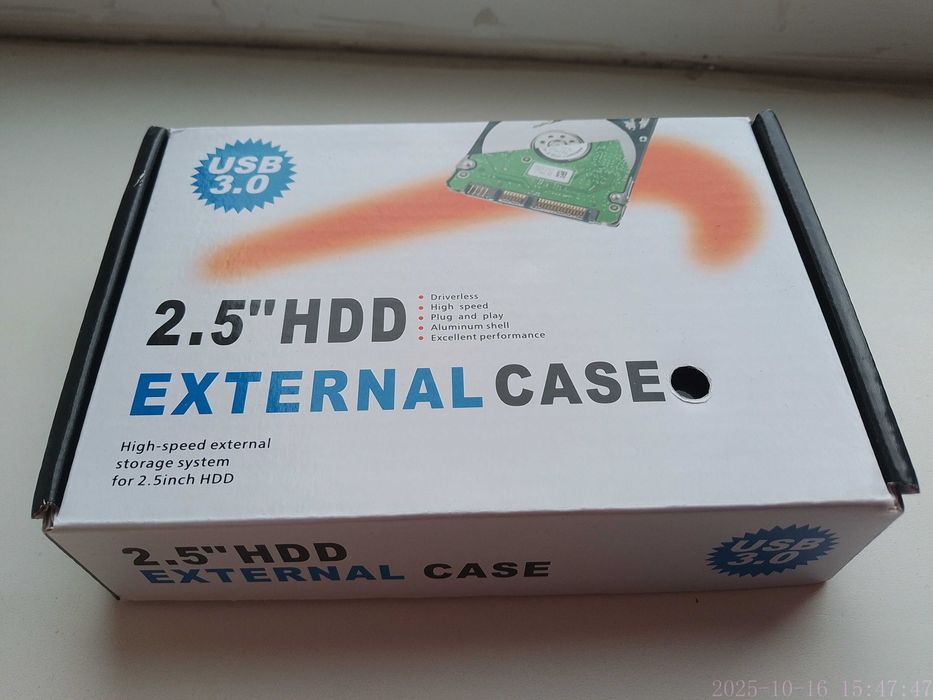 USB
3.0
2.5"HDD
• Driverless
• High speed
• Plug and play
• Aluminum shell
• Excellent performance
EXTERNAL CASE
High-speed external
storage system
for 2.5inch HDD
2.5"HDD
EXTERNAL CASE
USB
3.0
2025-10-16 15:47:47